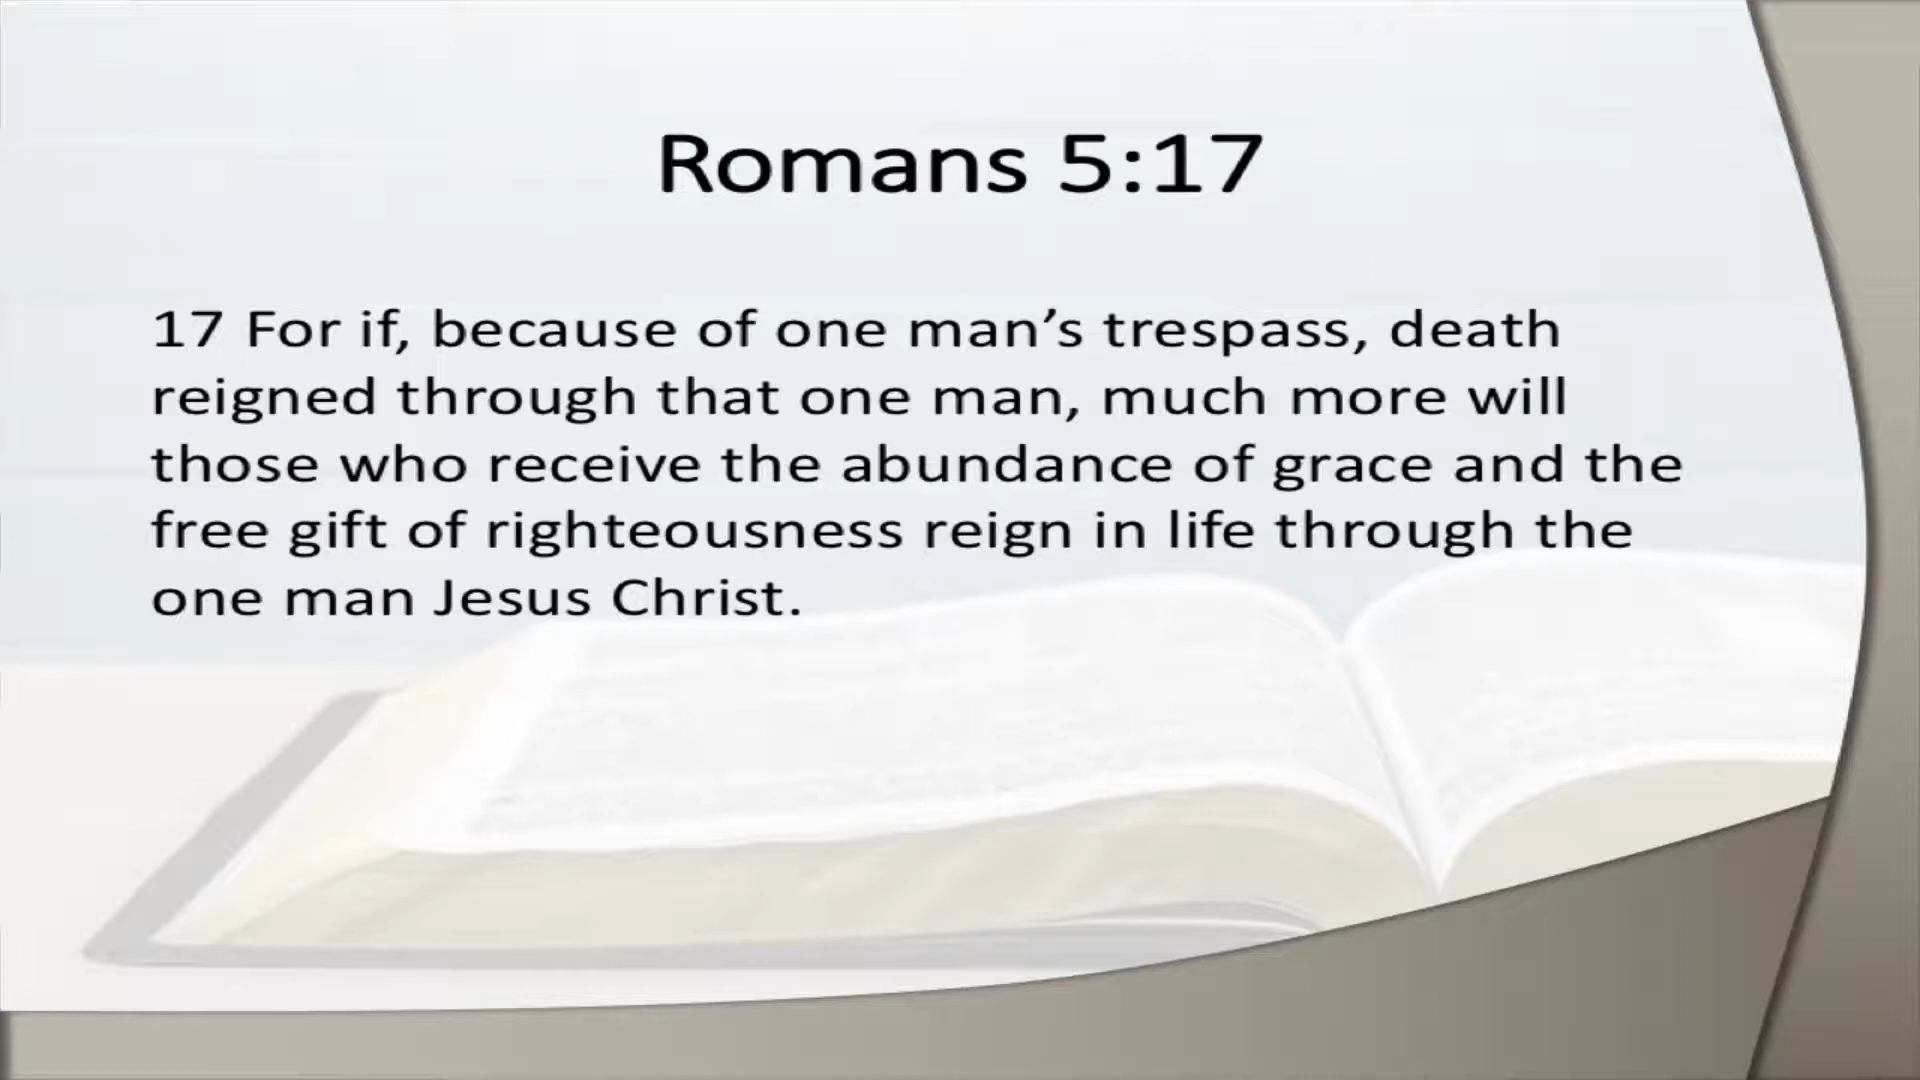 Romans 5:17
17 For if, because of one man’s trespass, death
reigned through that one man, much more will
those who receive the abundance of grace and the
free gift of righteousness reign in life through the
one man Jesus Christ.